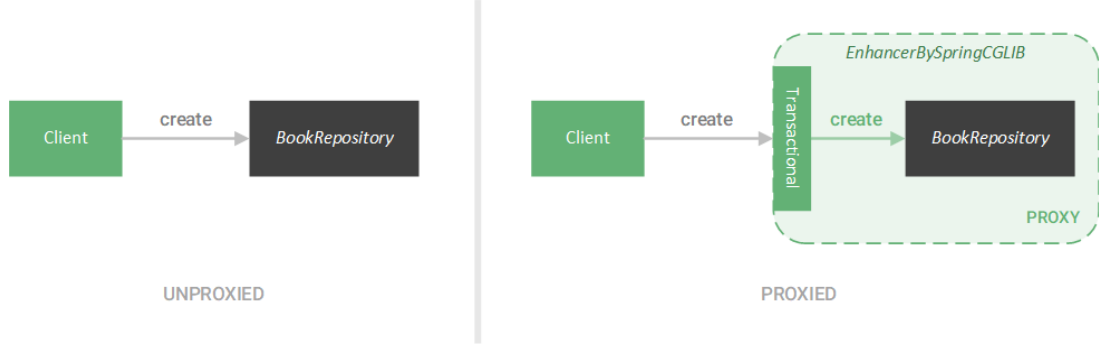 Client
create
BookRepository
UNPROXIED
EnhancerBySpringCGLIB
Client
create
Transactional
create
BookRepository
PROXY
PROXIED